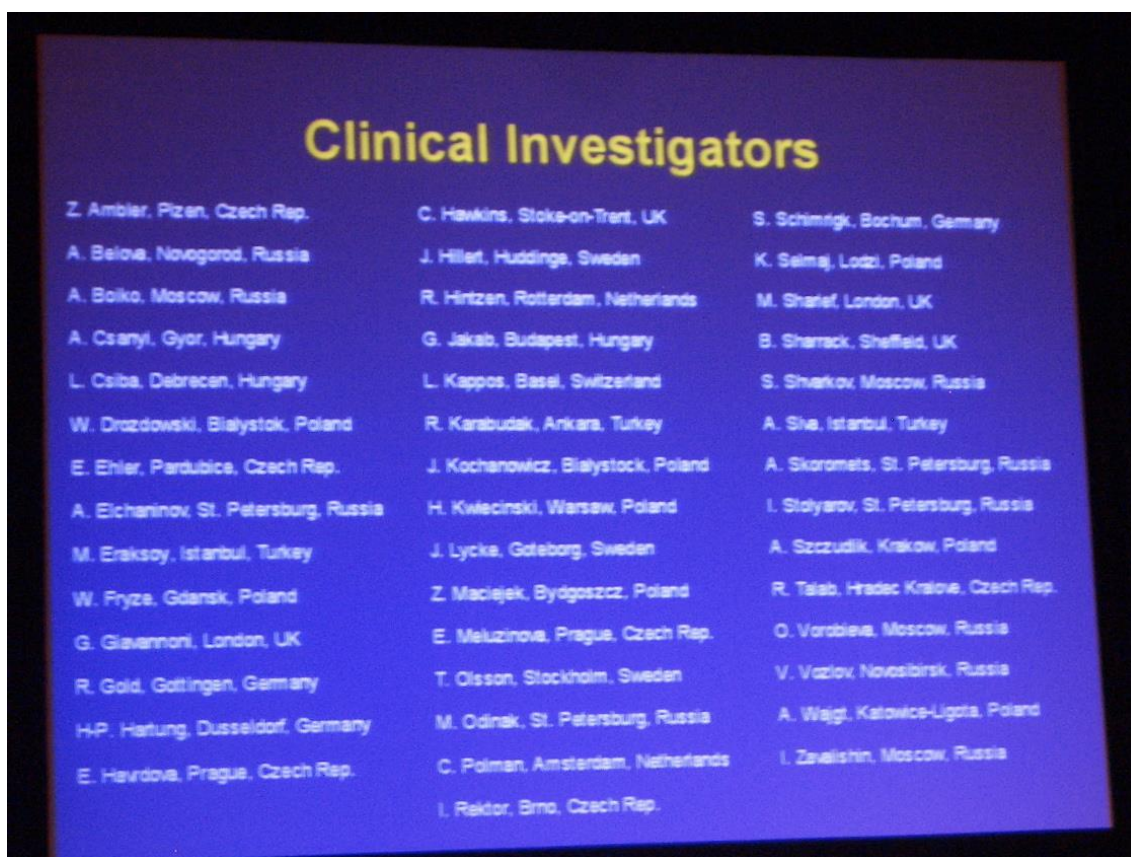 Clinical Investigators
Z. Ambler, Plzen, Czech Rep.
A. Belova, Novogorod, Russia
A. Boiko, Moscow, Russia
A. Csanyi, Gyor, Hungary
L. Csiba, Debrecen, Hungary
W. Drozdowski, Bialystok, Poland
E. Ehler, Pardubice, Czech Rep.
A. Elchaninov, St. Petersburg, Russia
M. Eraksoy, Istanbul, Turkey
W. Fryze, Gdansk, Poland
G. Giavannoni, London, UK
R. Gold, Gottingen, Germany
H-P. Hartung, Dusseldorf, Germany
E. Havrdova, Prague, Czech Rep.
C. Hawkins, Stoke-on-Trent, UK
J. Hillert, Huddinge, Sweden
R. Hintzen, Rotterdam, Netherlands
G. Jakab, Budapest, Hungary
L. Kappos, Basel, Switzerland
R. Karabudak, Ankara, Turkey
J. Kochanowicz, Bialystock, Poland
H. Kwiecinski, Warsaw, Poland
J. Lycke, Goteborg, Sweden
Z. Maciejek, Bydgoszcz, Poland
E. Meluzinova, Prague, Czech Rep.
T. Olsson, Stockholm, Sweden
M. Odinak, St. Petersburg, Russia
C. Polman, Amsterdam, Netherlands
I. Rektor, Brno, Czech Rep.
S. Schimrigk, Bochum, Germany
K. Selmaj, Lodzi, Poland
M. Sharief, London, UK
B. Sharrack, Sheffield, UK
S. Shvarkov, Moscow, Russia
A. Siva, Istanbul, Turkey
A. Skoromets, St. Petersburg, Russia
I. Stolyarov, St. Petersburg, Russia
A. Szczudlik, Krakow, Poland
R. Talab, Hradec Kralove, Czech Rep.
O. Vorobieva, Moscow, Russia
V. Vozlov, Novosibirsk, Russia
A. Wajgt, Katowice-Ligota, Poland
I. Zavalishin, Moscow, Russia